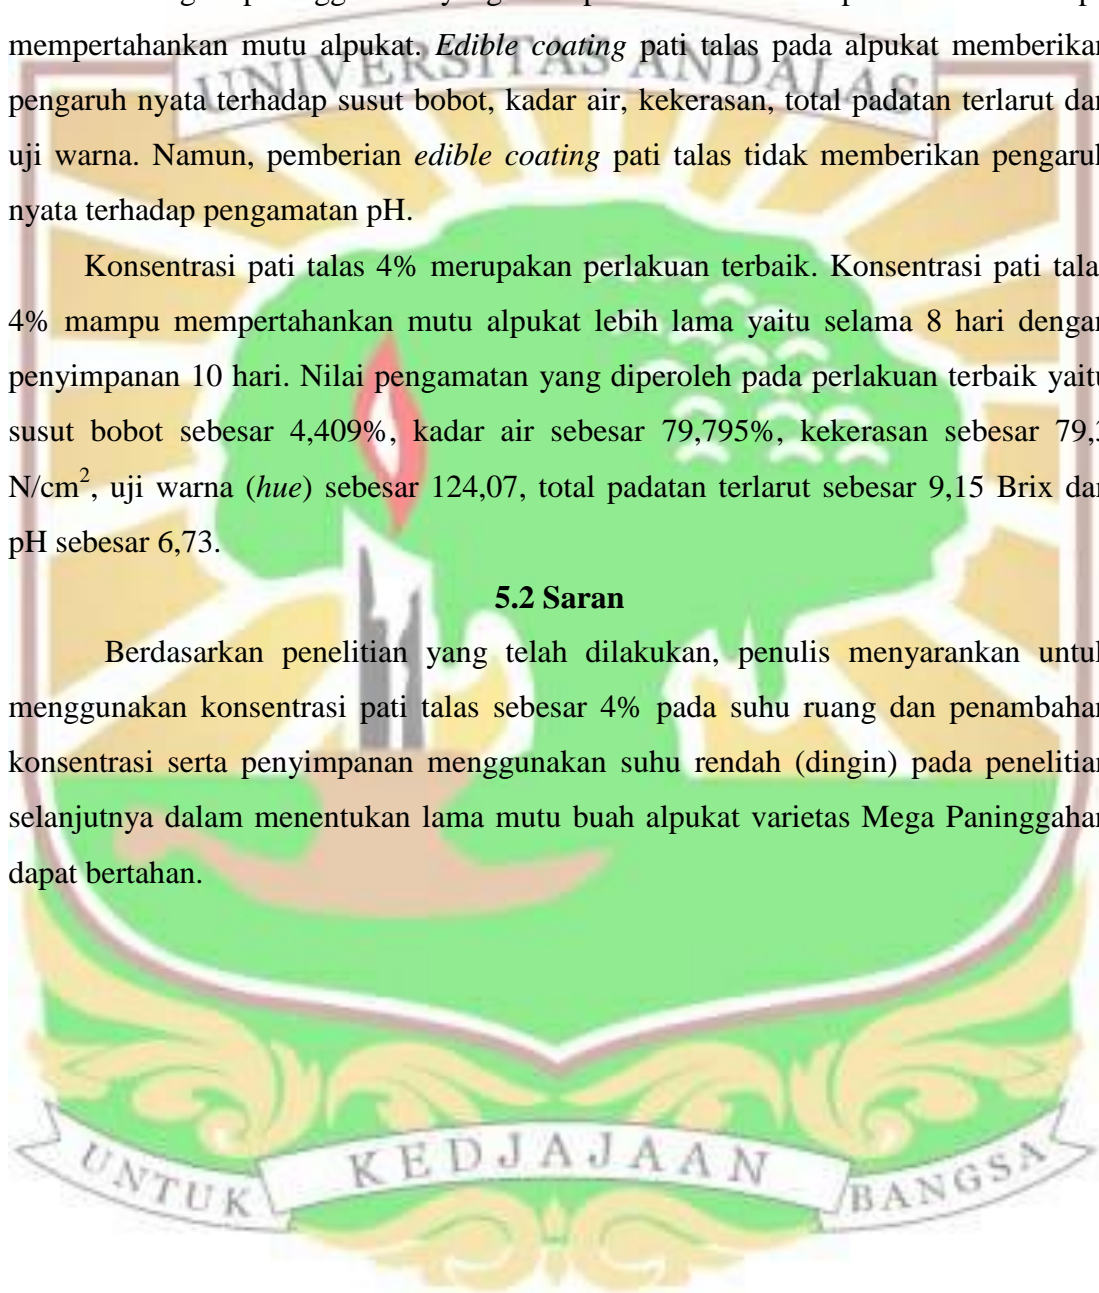 mempertahankan mutu alpukat. Edible coating pati talas pada alpukat memberikan
UNIVERSITAS ANDALAS
pengaruh nyata terhadap susut bobot, kadar air, kekerasan, total padatan terlarut dan
uji warna. Namun, pemberian edible coating pati talas tidak memberikan pengaruh
nyata terhadap pengamatan pH.
Konsentrasi pati talas 4% merupakan perlakuan terbaik. Konsentrasi pati talas
4% mampu mempertahankan mutu alpukat lebih lama yaitu selama 8 hari dengan
penyimpanan 10 hari. Nilai pengamatan yang diperoleh pada perlakuan terbaik yaitu
susut bobot sebesar 4,409%, kadar air sebesar 79,795%, kekerasan sebesar
N/cm², uji warna (hue) sebesar 124,07, total padatan terlarut sebesar 9,15 Brix dan
pH sebesar 6,73.
5.2 Saran
Berdasarkan penelitian yang telah dilakukan, penulis menyarankan untuk
menggunakan konsentrasi pati talas sebesar 4% pada suhu ruang dan penambahan
konsentrasi serta penyimpanan menggunakan suhu rendah (dingin) pada penelitian
selanjutnya dalam menentukan lama mutu buah alpukat varietas Mega Paninggahan
dapat bertahan.
UNTUK KEDJAJAAN BANGSA